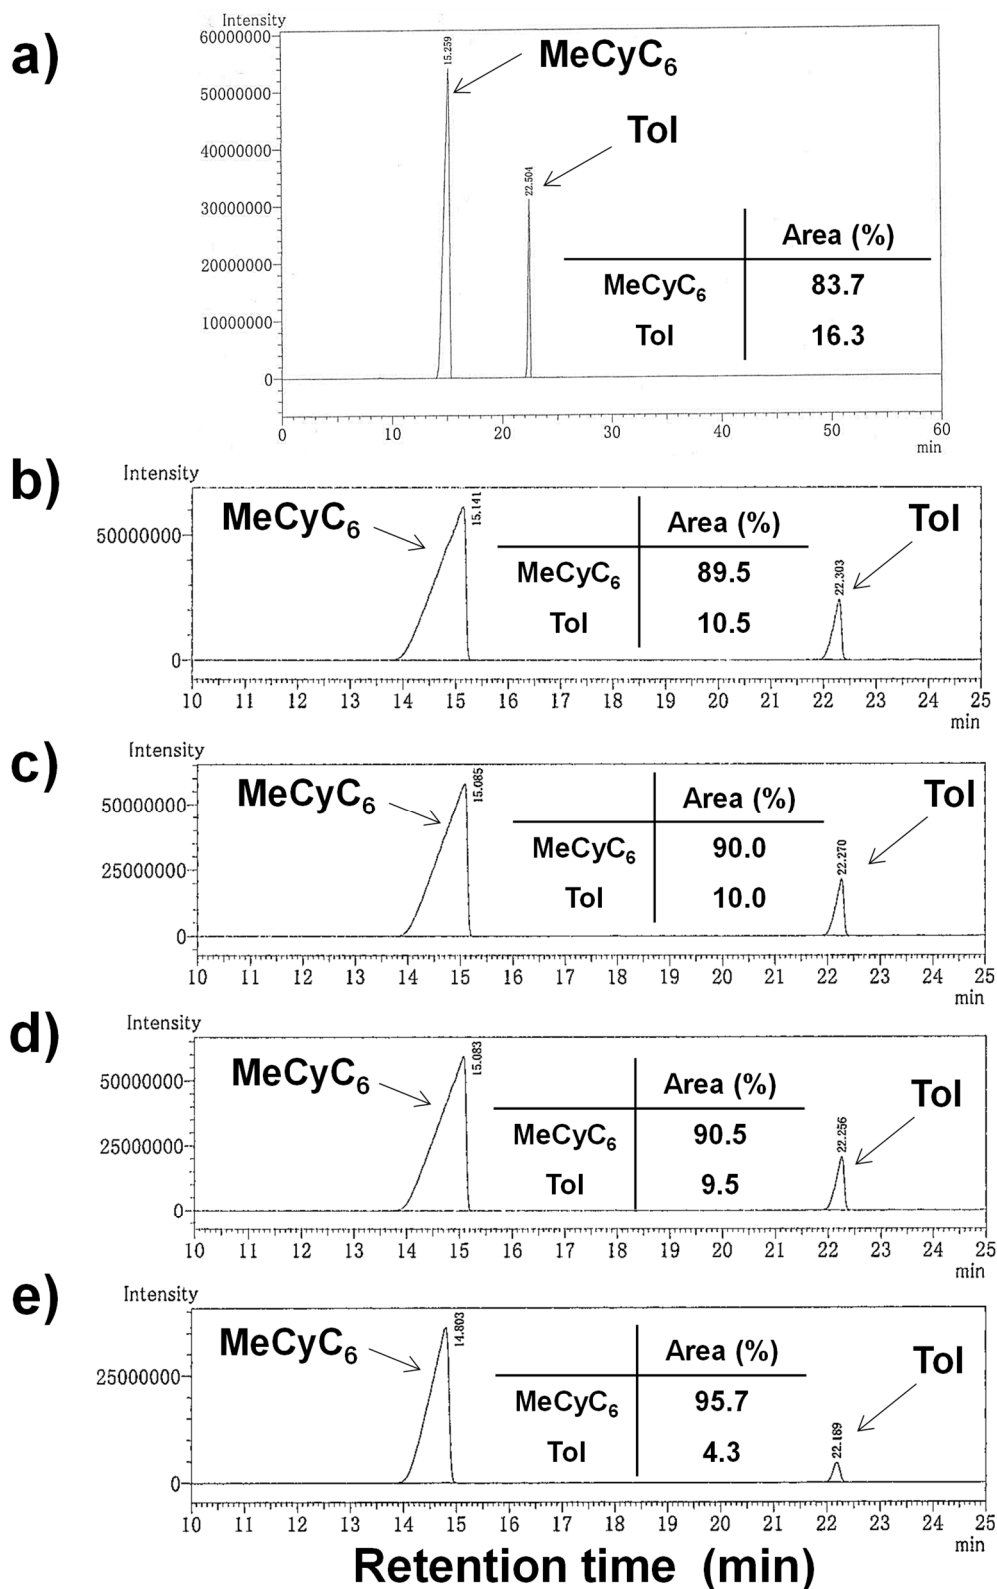 a)
Intensity
60000000
50000000
40000000
30000000
20000000
10000000
0
15.259
MeCyC6
22.504
Tol
Area (%)
MeCyC6 83.7
Tol 16.3
0 10 20 30 40 50 60
min
b)
Intensity
50000000
0
MeCyC6
15.141
Area (%)
MeCyC6 89.5
Tol 10.5
22.303
Tol
10 11 12 13 14 15 16 17 18 19 20 21 22 23 24 25
min
c)
Intensity
50000000
25000000
0
MeCyC6
15.085
Area (%)
MeCyC6 90.0
Tol 10.0
22.270
Tol
10 11 12 13 14 15 16 17 18 19 20 21 22 23 24 25
min
d)
Intensity
50000000
25000000
0
MeCyC6
15.083
Area (%)
MeCyC6 90.5
Tol 9.5
22.256
Tol
10 11 12 13 14 15 16 17 18 19 20 21 22 23 24 25
min
e)
Intensity
25000000
0
MeCyC6
14.803
Area (%)
MeCyC6 95.7
Tol 4.3
22.189
Tol
10 11 12 13 14 15 16 17 18 19 20 21 22 23 24 25
min
Retention time (min)